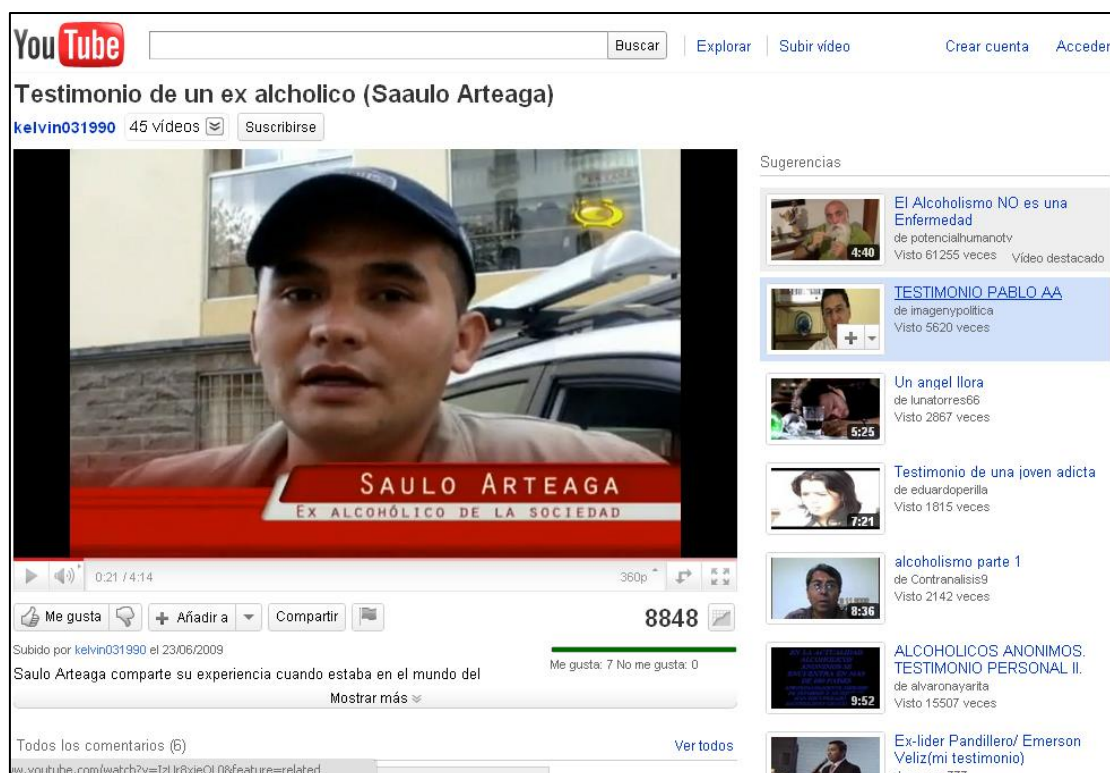 You Tube
Buscar
Explorar
Subir vídeo
Crear cuenta
Acceder
Testimonio de un ex alcholico (Saaulo Arteaga)
kelvin031990 45 vídeos Suscribirse
SAULO ARTEAGA
EX ALCOHÓLICO DE LA SOCIEDAD
0:21 / 4:14
360p
Me gusta
Añadir a
Compartir
8848
Subido por kelvin031990 el 23/06/2009
Me gusta: 7 No me gusta: 0
Saulo Arteaga comparte su experiencia cuando estaba en el mundo del
Mostrar más
Todos los comentarios (6)
Ver todos
Sugerencias
4:40
El Alcoholismo NO es una
Enfermedad
de potencialhumanotv
Visto 61255 veces Vídeo destacado
TESTIMONIO PABLO AA
de imagenypolitica
Visto 5620 veces
5:25
Un angel llora
de lunatorres66
Visto 2867 veces
7:21
Testimonio de una joven adicta
de eduardoperilla
Visto 1815 veces
8:36
alcoholismo parte 1
de Contranalisis9
Visto 2142 veces
9:52
ALCOHOLICOS ANONIMOS.
TESTIMONIO PERSONAL II.
de alvaronayarita
Visto 15507 veces
Ex-lider Pandillero/ Emerson
Veliz(mi testimonio)